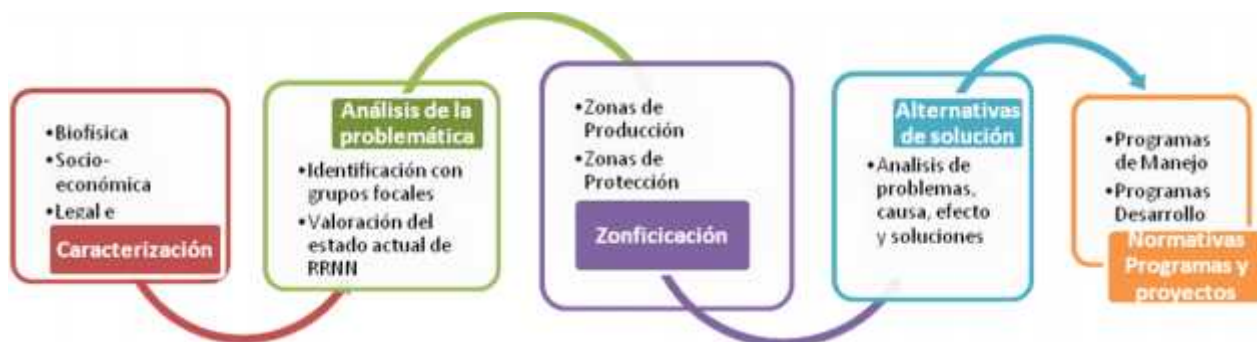 •Biofísica
•Socio-
económica
•Legal e
Caracterización
Análisis de la
problemática
•Identificación con
grupos focales
•Valoración del
estado actual de
RRNN
•Zonas de
Producción
•Zonas de
Protección
Zonficicación
Alternativas
de solución
•Analisis de
problemas,
causa, efecto
y soluciones
•Programas
de Manejo
•Programas
Desarrollo
Normativas
Programas y
proyectos